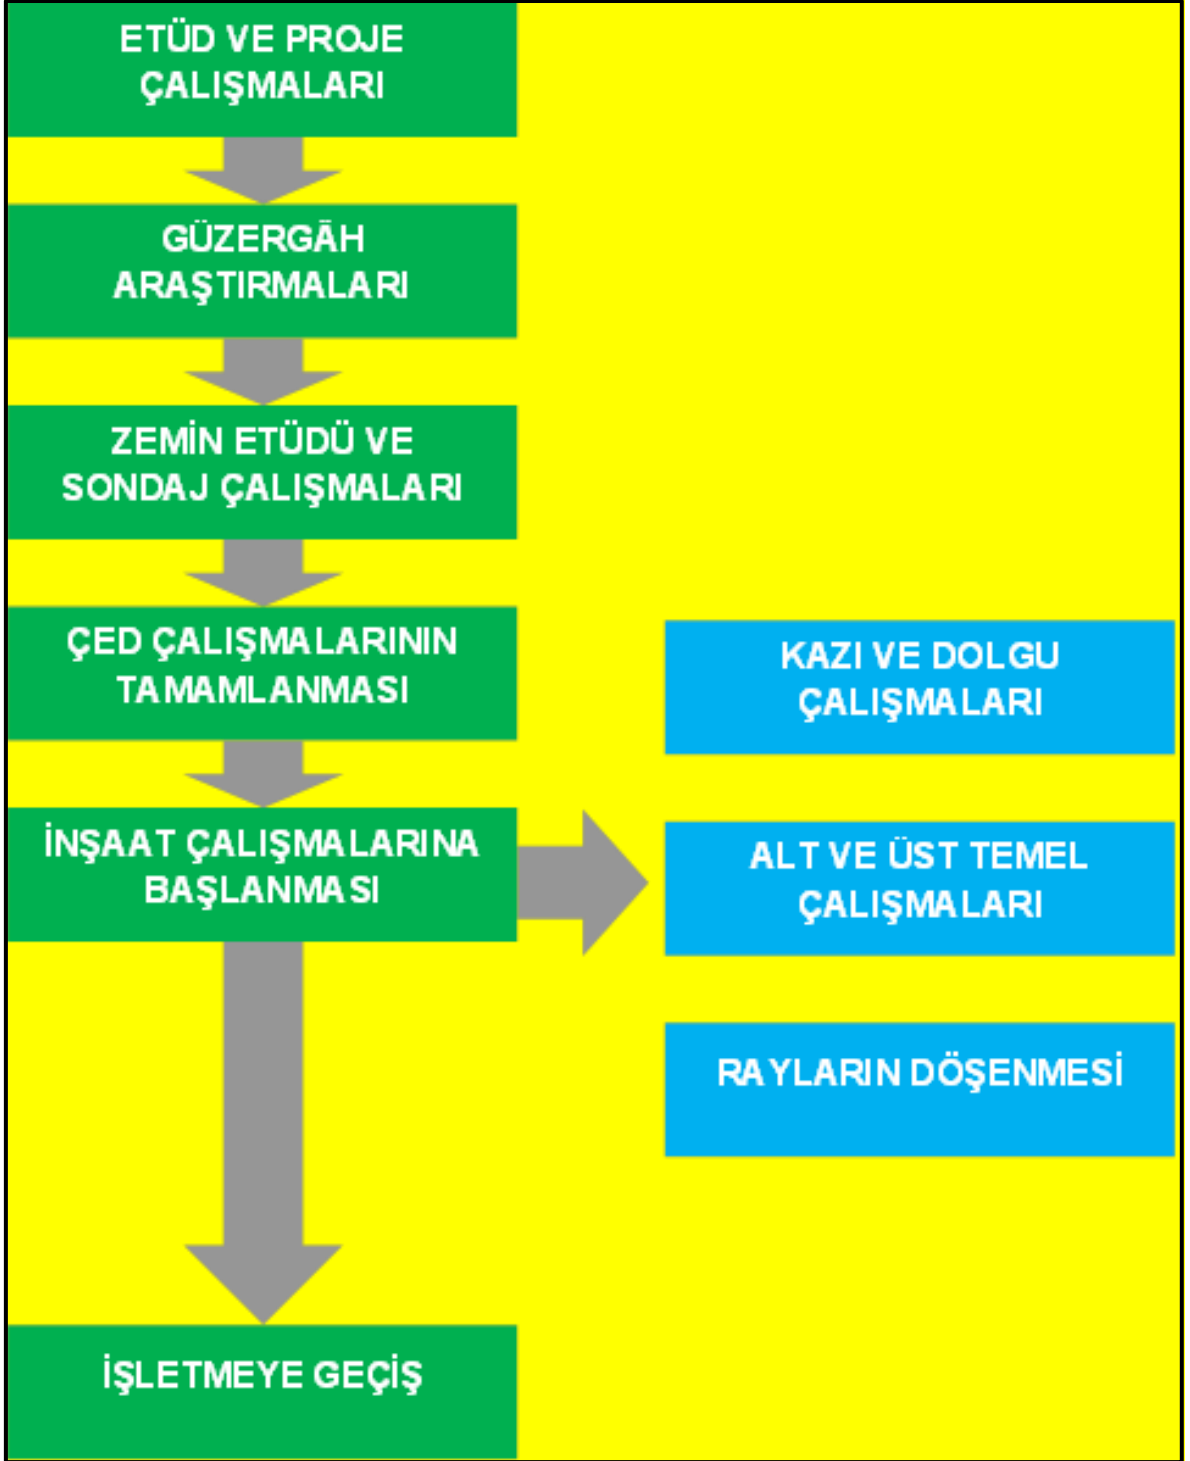 ETÜD VE PROJE
ÇALIŞMALARI
GÜZERGÂH
ARAŞTIRMALARI
ZEMİN ETÜDÜ VE
SONDAJ ÇALIŞMALARI
ÇED ÇALIŞMALARININ
TAMAMLANMASI
İNŞAAT ÇALIŞMALARINA
BAŞLANMASI
KAZI VE DOLGU
ÇALIŞMALARI
ALT VE ÜST TEMEL
ÇALIŞMALARI
RAYLARIN DÖŞENMESİ
İŞLETMEYE GEÇİŞ